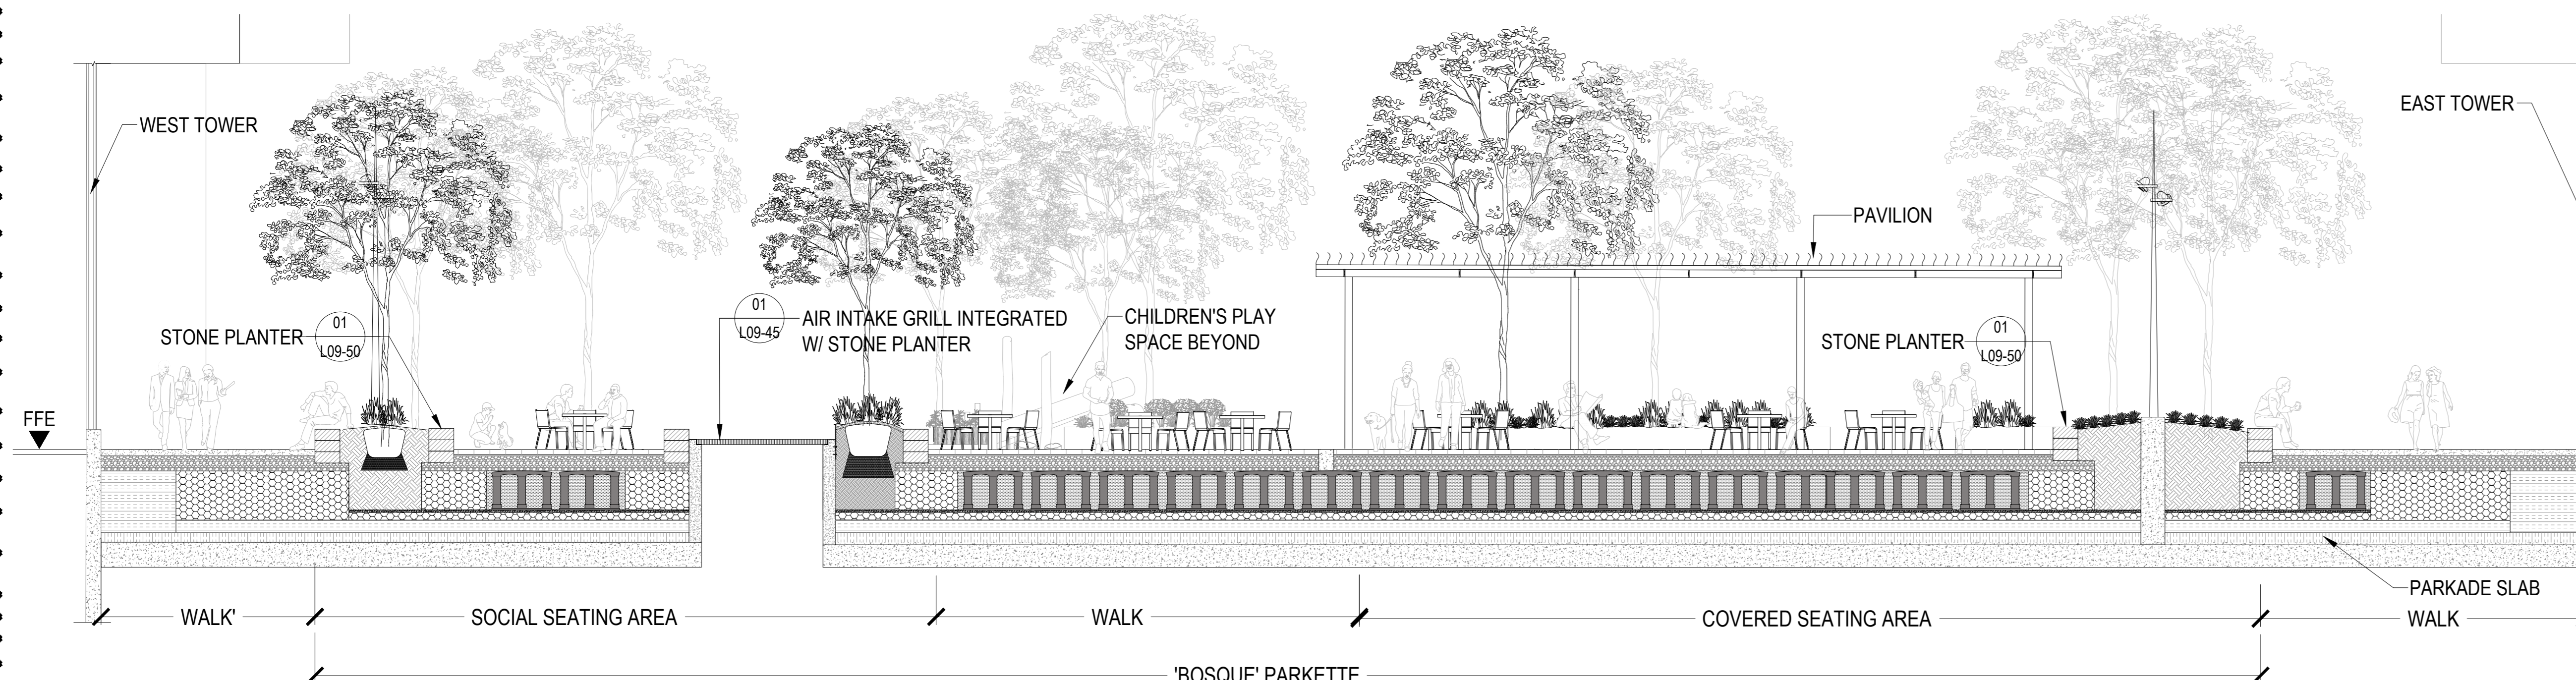 WEST TOWER
EAST TOWER
PAVILION
01
L09-45
AIR INTAKE GRILL INTEGRATED
W/ STONE PLANTER
CHILDREN'S PLAY
SPACE BEYOND
STONE PLANTER
01
L09-50
STONE PLANTER
01
L09-50
FFE
PARKADE SLAB
WALK'
SOCIAL SEATING AREA
WALK
COVERED SEATING AREA
WALK
'BOSQUE' PARKETTE